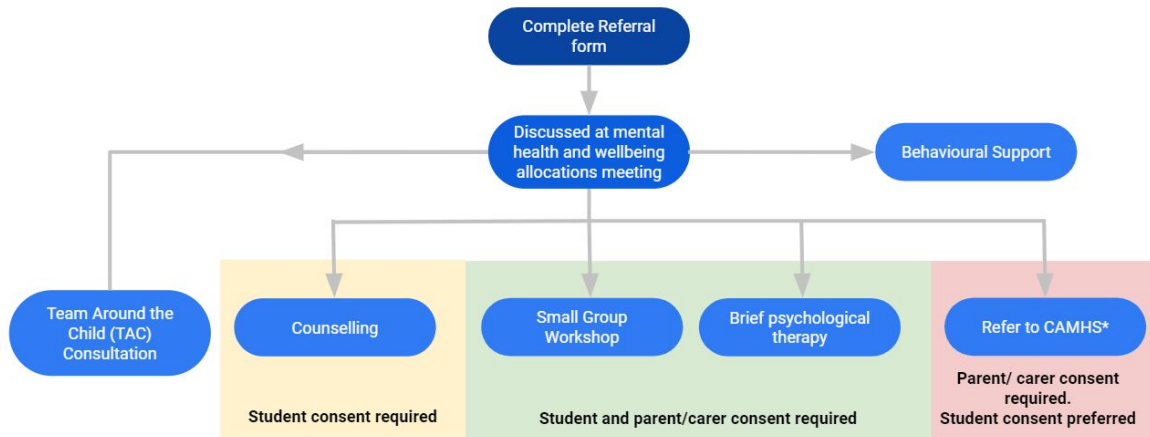 Complete Referral
form
Discussed at mental
health and wellbeing
allocations meeting
Behavioural Support
Team Around the
Child (TAC)
Consultation
Counselling
Small Group
Workshop
Brief psychological
therapy
Refer to CAMHS*
Student consent required
Student and parent/carer consent required
Parent/ carer consent
required.
Student consent preferred